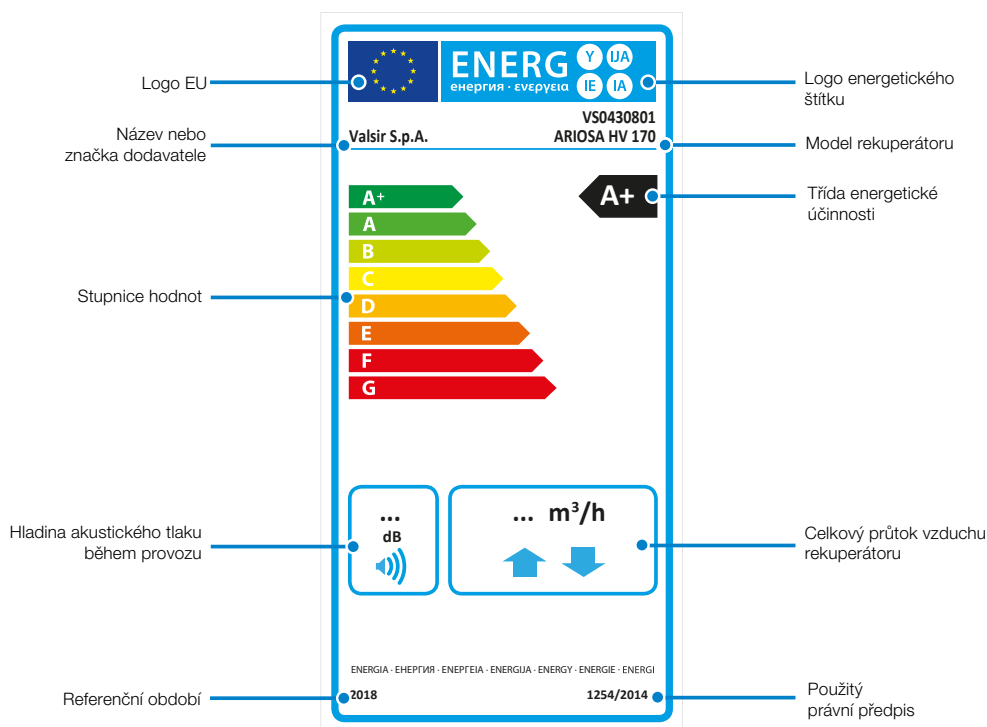 Logo EU
ENERG
енергия · ενεργεια
Y
IJA
IE
IA
Logo energetického
štítku
Název nebo
značka dodavatele
Valsir S.p.A.
VS0430801
ARIOSA HV 170
Model rekuperátoru
A+
A
B
C
D
E
F
G
A+
Třída energetické
účinnosti
Stupnice hodnot
Hladina akustického tlaku
během provozu
...
dB
... m³/h
Celkový průtok vzduchu
rekuperátoru
ENERGIA · ЕНЕРГИЯ · ΕΝΕΡΓΕΙΑ · ENERGIJA · ENERGY · ENERGIE · ENERGI
Referenční období
2018
1254/2014
Použitý
právní předpis